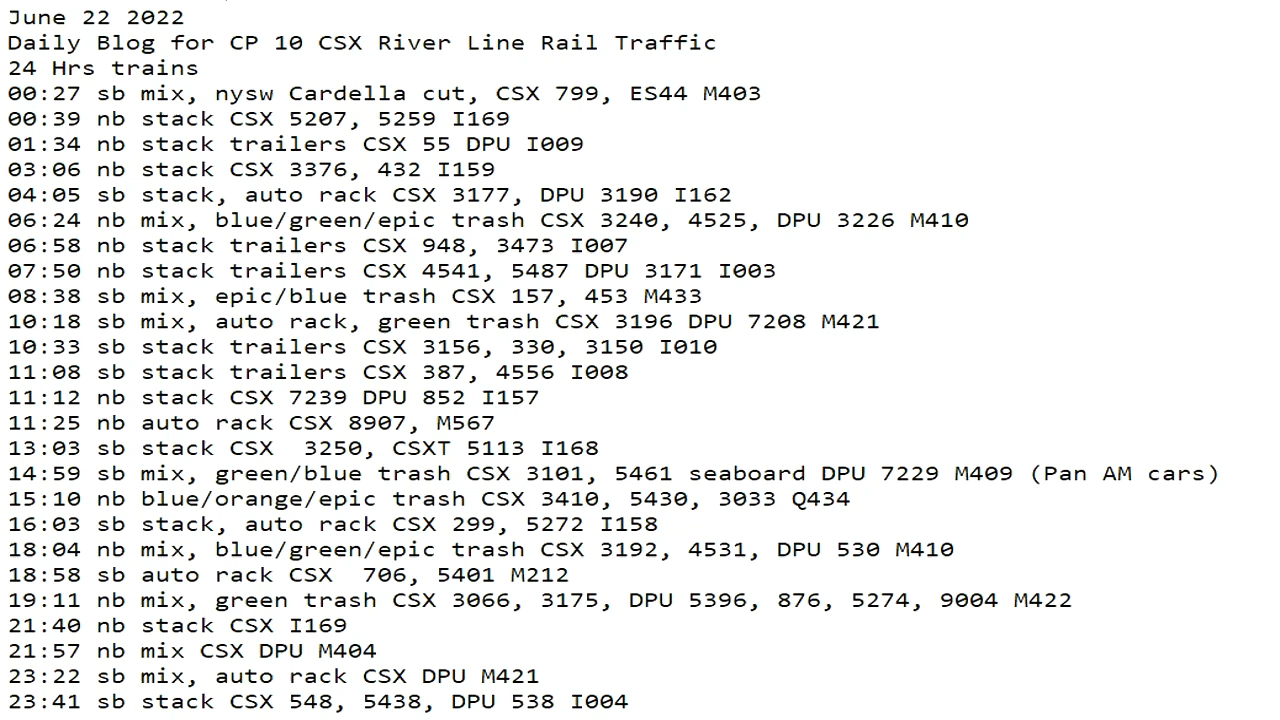 June 22 2022
Daily Blog for CP 10 CSX River Line Rail Traffic
24 Hrs trains
00:27 sb mix, nysw Cardella cut, CSX 799, ES44 M403
00:39 nb stack CSX 5207, 5259 I169
01:34 nb stack trailers CSX 55 DPU I009
03:06 nb stack CSX 3376, 432 I159
04:05 sb stack, auto rack CSX 3177, DPU 3190 I162
06:24 nb mix, blue/green/epic trash CSX 3240, 4525, DPU 3226 M410
06:58 nb stack trailers CSX 948, 3473 I007
07:50 nb stack trailers CSX 4541, 5487 DPU 3171 I003
08:38 sb mix, epic/blue trash CSX 157, 453 M433
10:18 sb mix, auto rack, green trash CSX 3196 DPU 7208 M421
10:33 sb stack trailers CSX 3156, 330, 3150 I010
11:08 sb stack trailers CSX 387, 4556 I008
11:12 nb stack CSX 7239 DPU 852 I157
11:25 nb auto rack CSX 8907, M567
13:03 sb stack CSX  3250, CSXT 5113 I168
14:59 sb mix, green/blue trash CSX 3101, 5461 seaboard DPU 7229 M409 (Pan AM cars)
15:10 nb blue/orange/epic trash CSX 3410, 5430, 3033 Q434
16:03 sb stack, auto rack CSX 299, 5272 I158
18:04 nb mix, blue/green/epic trash CSX 3192, 4531, DPU 530 M410
18:58 sb auto rack CSX  706, 5401 M212
19:11 nb mix, green trash CSX 3066, 3175, DPU 5396, 876, 5274, 9004 M422
21:40 nb stack CSX I169
21:57 nb mix CSX DPU M404
23:22 sb mix, auto rack CSX DPU M421
23:41 sb stack CSX 548, 5438, DPU 538 I004